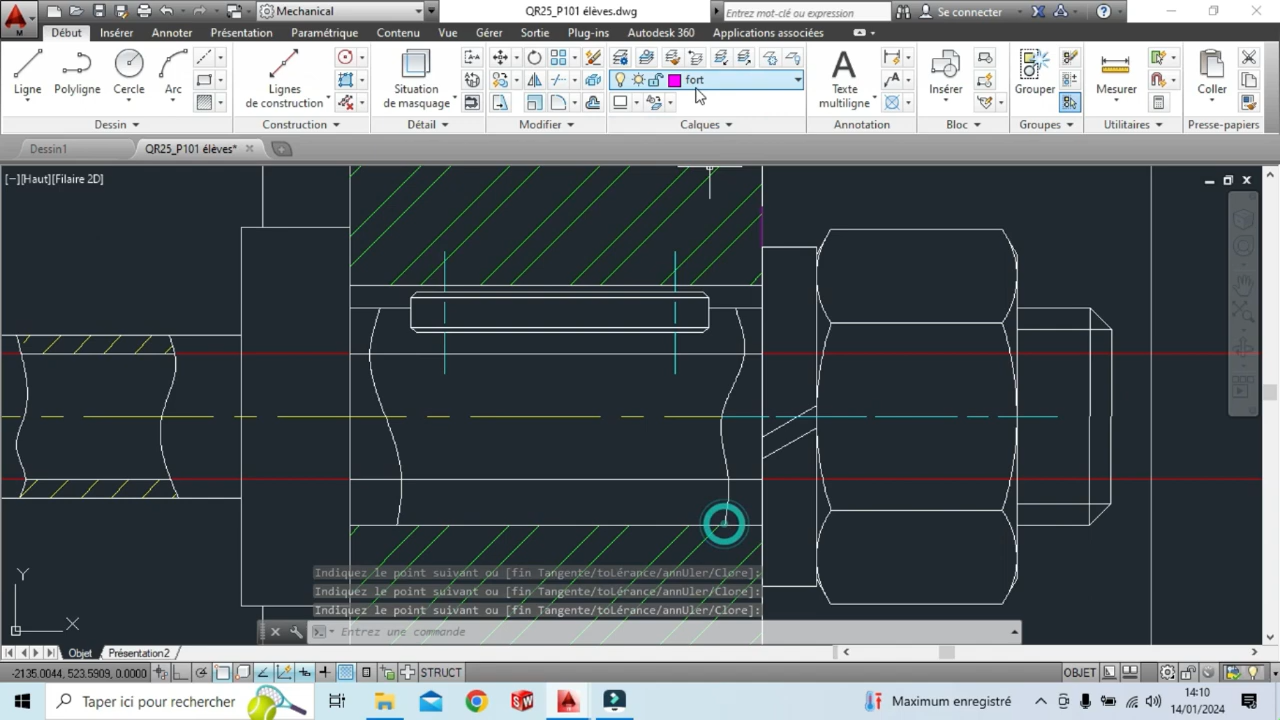 Mechanical
QR25_P101 élèves.dwg
Entrez mot-clé ou expression
Se connecter
M
Début Insérer Annoter Présentation Paramétrique Contenu Vue Gérer Sortie Plug-ins Autodesk 360 Applications associées
fort
Ligne Polyligne Cercle Arc
Lignes
de construction
Situation
de masquage
Texte
multiligne
Insérer
Grouper
Mesurer
Coller
Dessin Construction Détail Modifier Calques Annotation Bloc Groupes Utilitaires Presse-papiers
Dessin1 QR25_P101 élèves*
[−][Haut][Filaire 2D]
Indiquez le point suivant ou [fin Tangente/toLérance/annUler/Clore]:
Indiquez le point suivant ou [fin Tangente/toLérance/annUler/Clore]:
Indiquez le point suivant ou [fin Tangente/toLérance/annUler/Clore]:
Entrez une commande
Y
X
Objet Présentation2
-2135.0044, 523.5909, 0.0000
STRUCT
OBJET
Taper ici pour rechercher
Maximum enregistré
14:10
14/01/2024